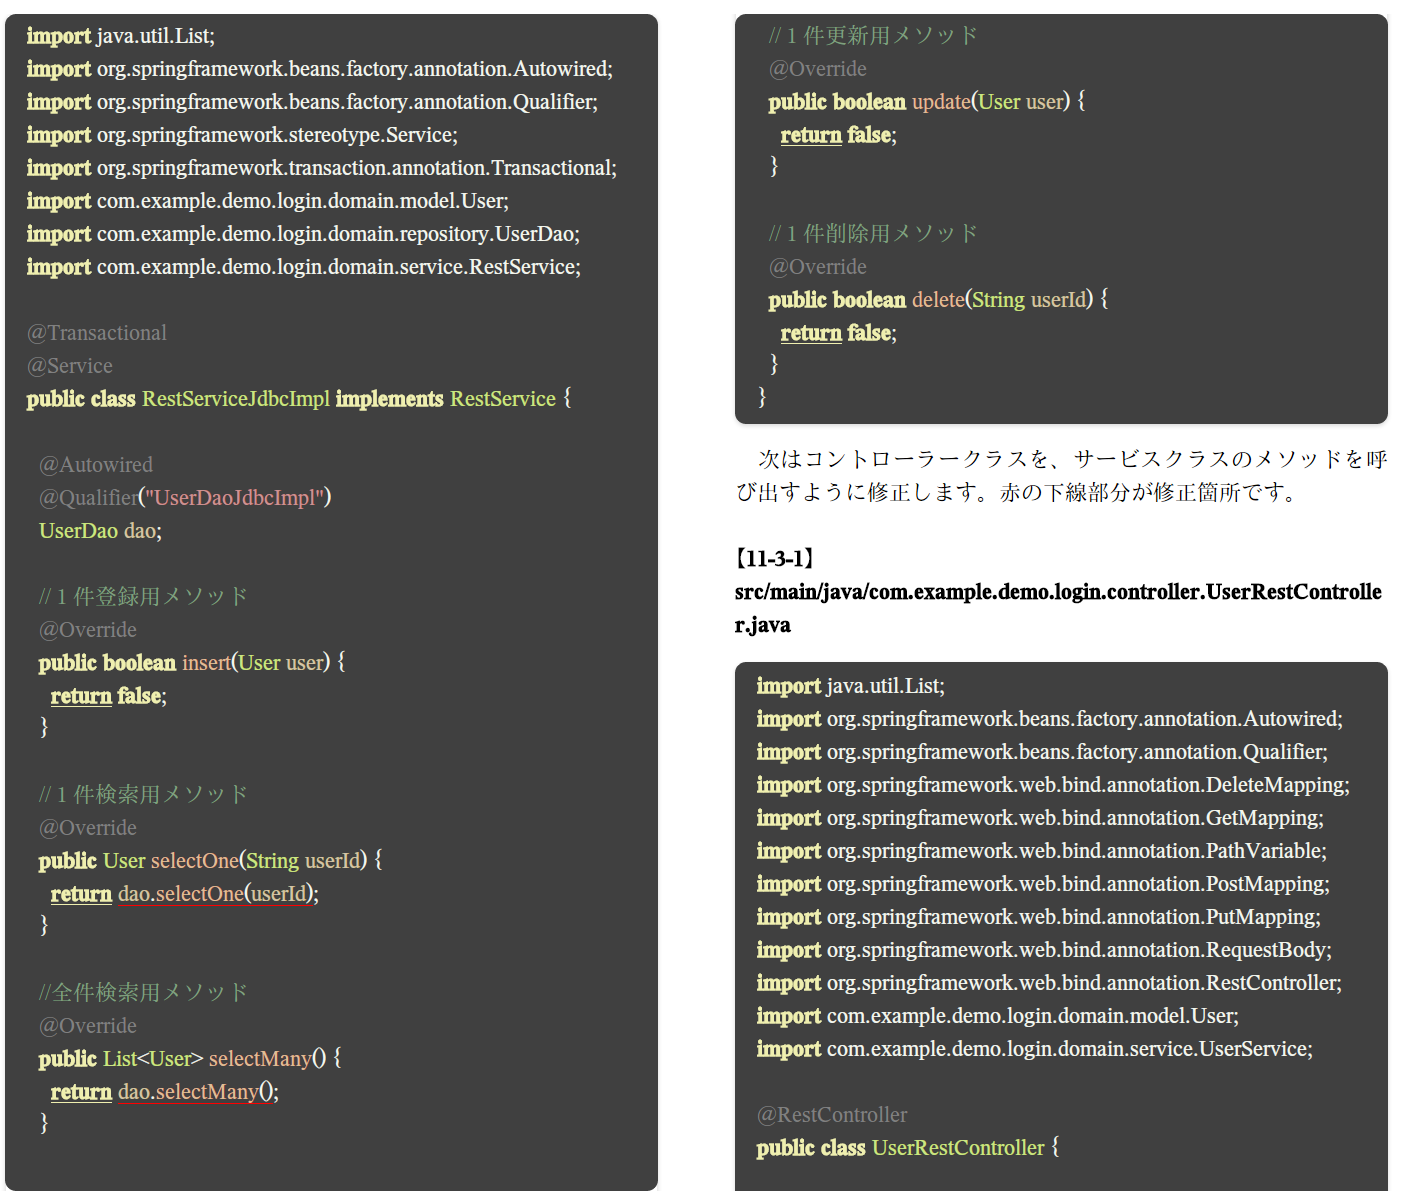 import java.util.List;
import org.springframework.beans.factory.annotation.Autowired;
import org.springframework.beans.factory.annotation.Qualifier;
import org.springframework.stereotype.Service;
import org.springframework.transaction.annotation.Transactional;
import com.example.demo.login.domain.model.User;
import com.example.demo.login.domain.repository.UserDao;
import com.example.demo.login.domain.service.RestService;
@Transactional
@Service
public class RestServiceJdbcImpl implements RestService {
@Autowired
@Qualifier("UserDaoJdbcImpl")
UserDao dao;
//１件登録用メソッド
@Override
public boolean insert(User user) {
return false;
}
//１件検索用メソッド
@Override
public User selectOne(String userId) {
return dao.selectOne(userId);
}
//全件検索用メソッド
@Override
public List<User> selectMany() {
return dao.selectMany();
}
//１件更新用メソッド
@Override
public boolean update(User user) {
return false;
}
//１件削除用メソッド
@Override
public boolean delete(String userId) {
return false;
}
}
次はコントローラークラスを、サービスクラスのメソッドを呼
び出すように修正します。赤の下線部分が修正箇所です。
【11-3-1】
src/main/java/com.example.demo.login.controller.UserRestControlle
r.java
import java.util.List;
import org.springframework.beans.factory.annotation.Autowired;
import org.springframework.beans.factory.annotation.Qualifier;
import org.springframework.web.bind.annotation.DeleteMapping;
import org.springframework.web.bind.annotation.GetMapping;
import org.springframework.web.bind.annotation.PathVariable;
import org.springframework.web.bind.annotation.PostMapping;
import org.springframework.web.bind.annotation.PutMapping;
import org.springframework.web.bind.annotation.RequestBody;
import org.springframework.web.bind.annotation.RestController;
import com.example.demo.login.domain.model.User;
import com.example.demo.login.domain.service.UserService;
@RestController
public class UserRestController {